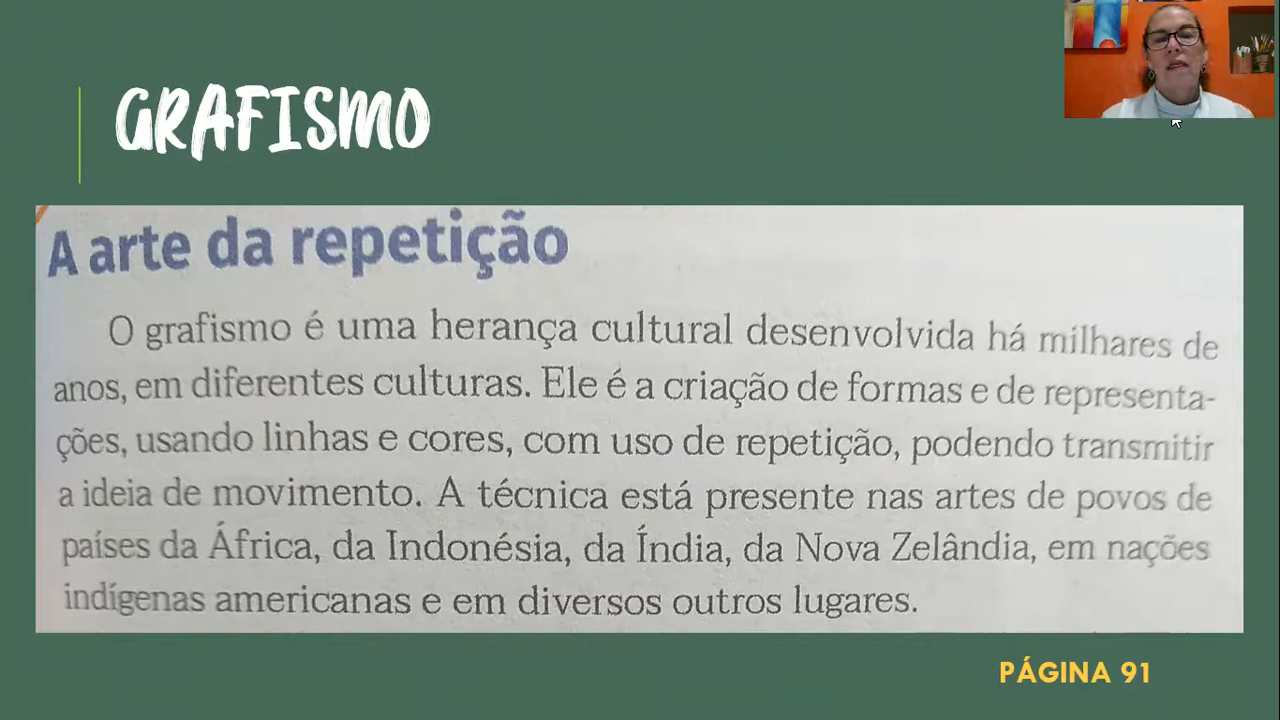 GRAFISMO
A arte da repetição
O grafismo é uma herança cultural desenvolvida há milhares de
anos, em diferentes culturas. Ele é a criação de formas e de representa-
ções, usando linhas e cores, com uso de repetição, podendo transmitir
a ideia de movimento. A técnica está presente nas artes de povos de
países da África, da Indonésia, da Índia, da Nova Zelândia, em nações
indígenas americanas e em diversos outros lugares.
PÁGINA 91